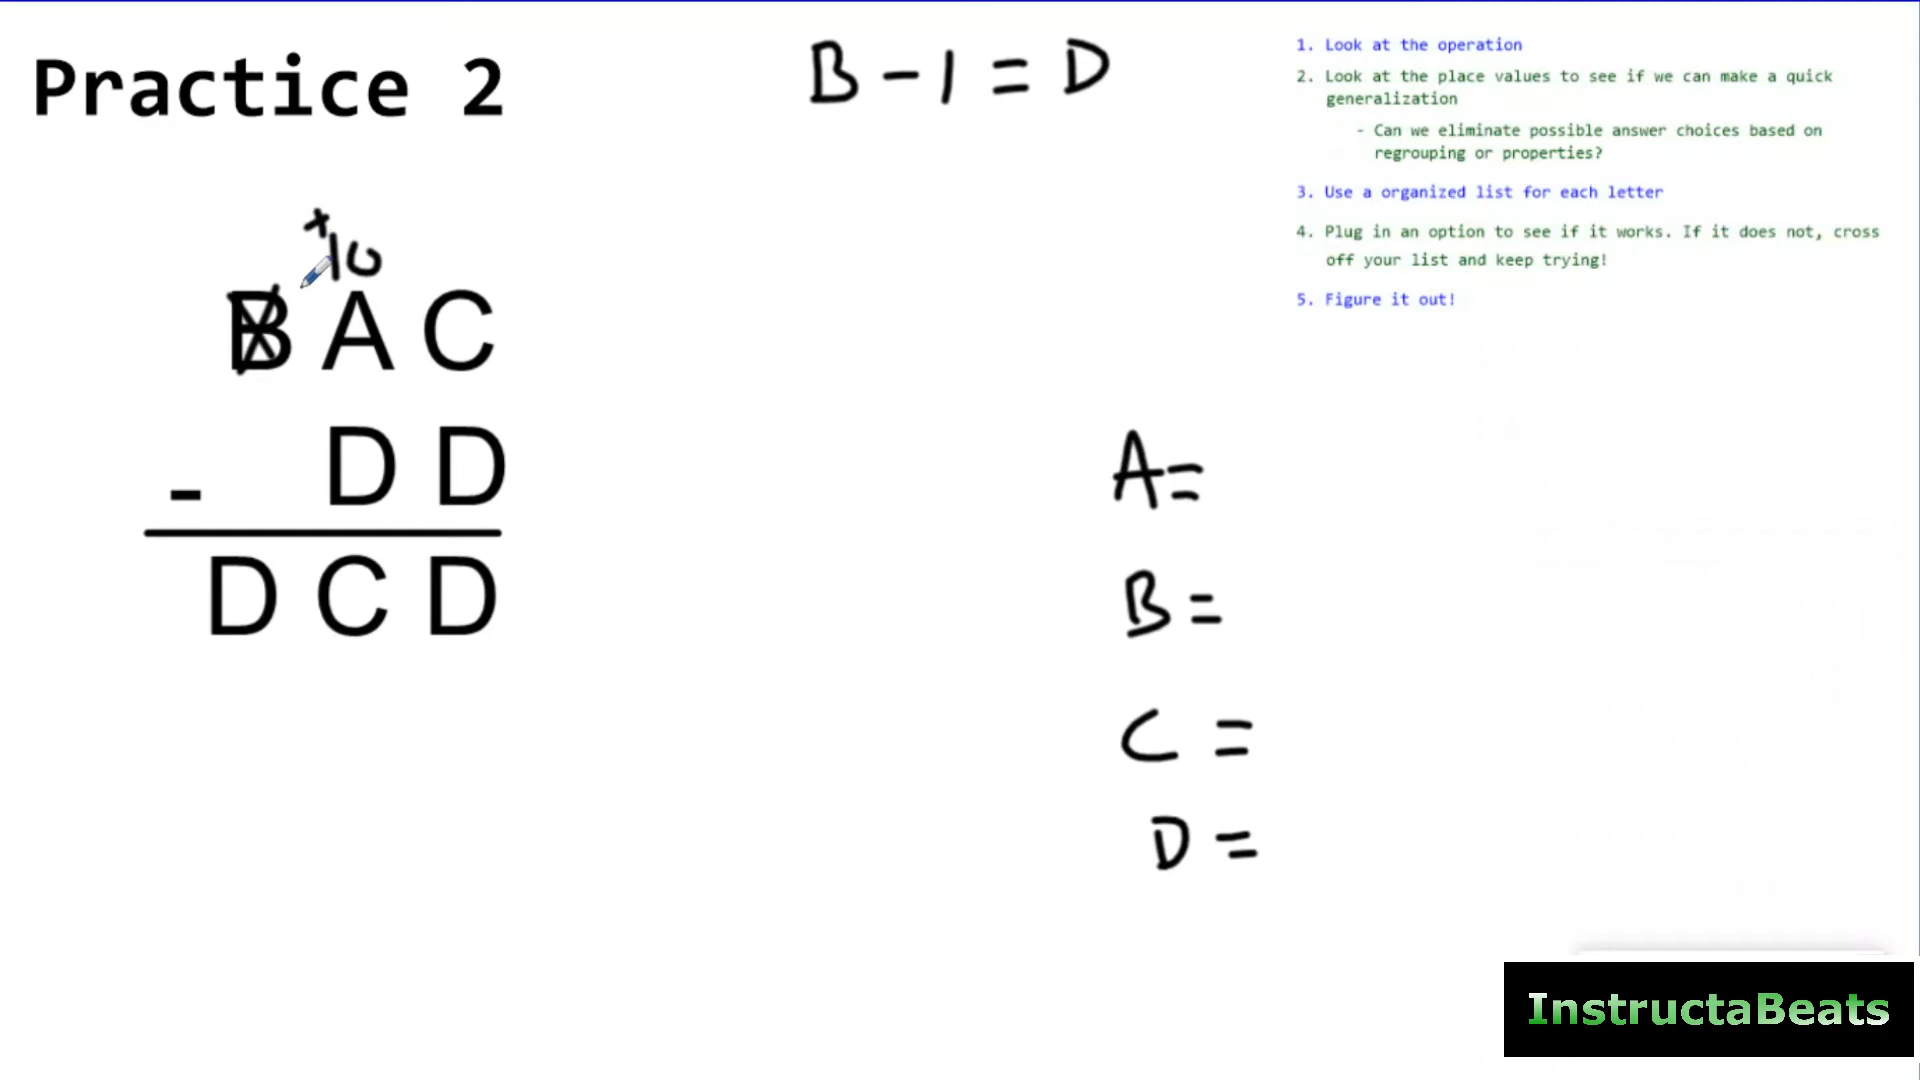 Practice 2
B - 1 = D
1. Look at the operation
2. Look at the place values to see if we can make a quick
generalization
- Can we eliminate possible answer choices based on
regrouping or properties?
3. Use a organized list for each letter
4. Plug in an option to see if it works. If it does not, cross
off your list and keep trying!
5. Figure it out!
+10
B A C
- D D
D C D
A=
B=
C =
D =
InstructaBeats